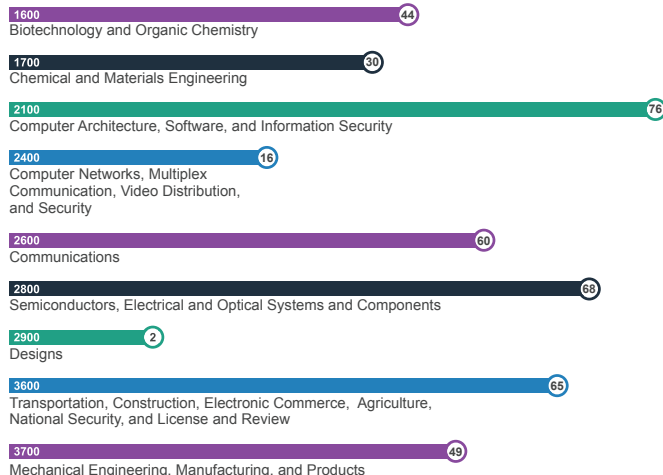 1600 44
Biotechnology and Organic Chemistry
1700 30
Chemical and Materials Engineering
2100 76
Computer Architecture, Software, and Information Security
2400 16
Computer Networks, Multiplex
Communication, Video Distribution,
and Security
2600 60
Communications
2800 68
Semiconductors, Electrical and Optical Systems and Components
2900 2
Designs
3600 65
Transportation, Construction, Electronic Commerce, Agriculture,
National Security, and License and Review
3700 49
Mechanical Engineering, Manufacturing, and Products